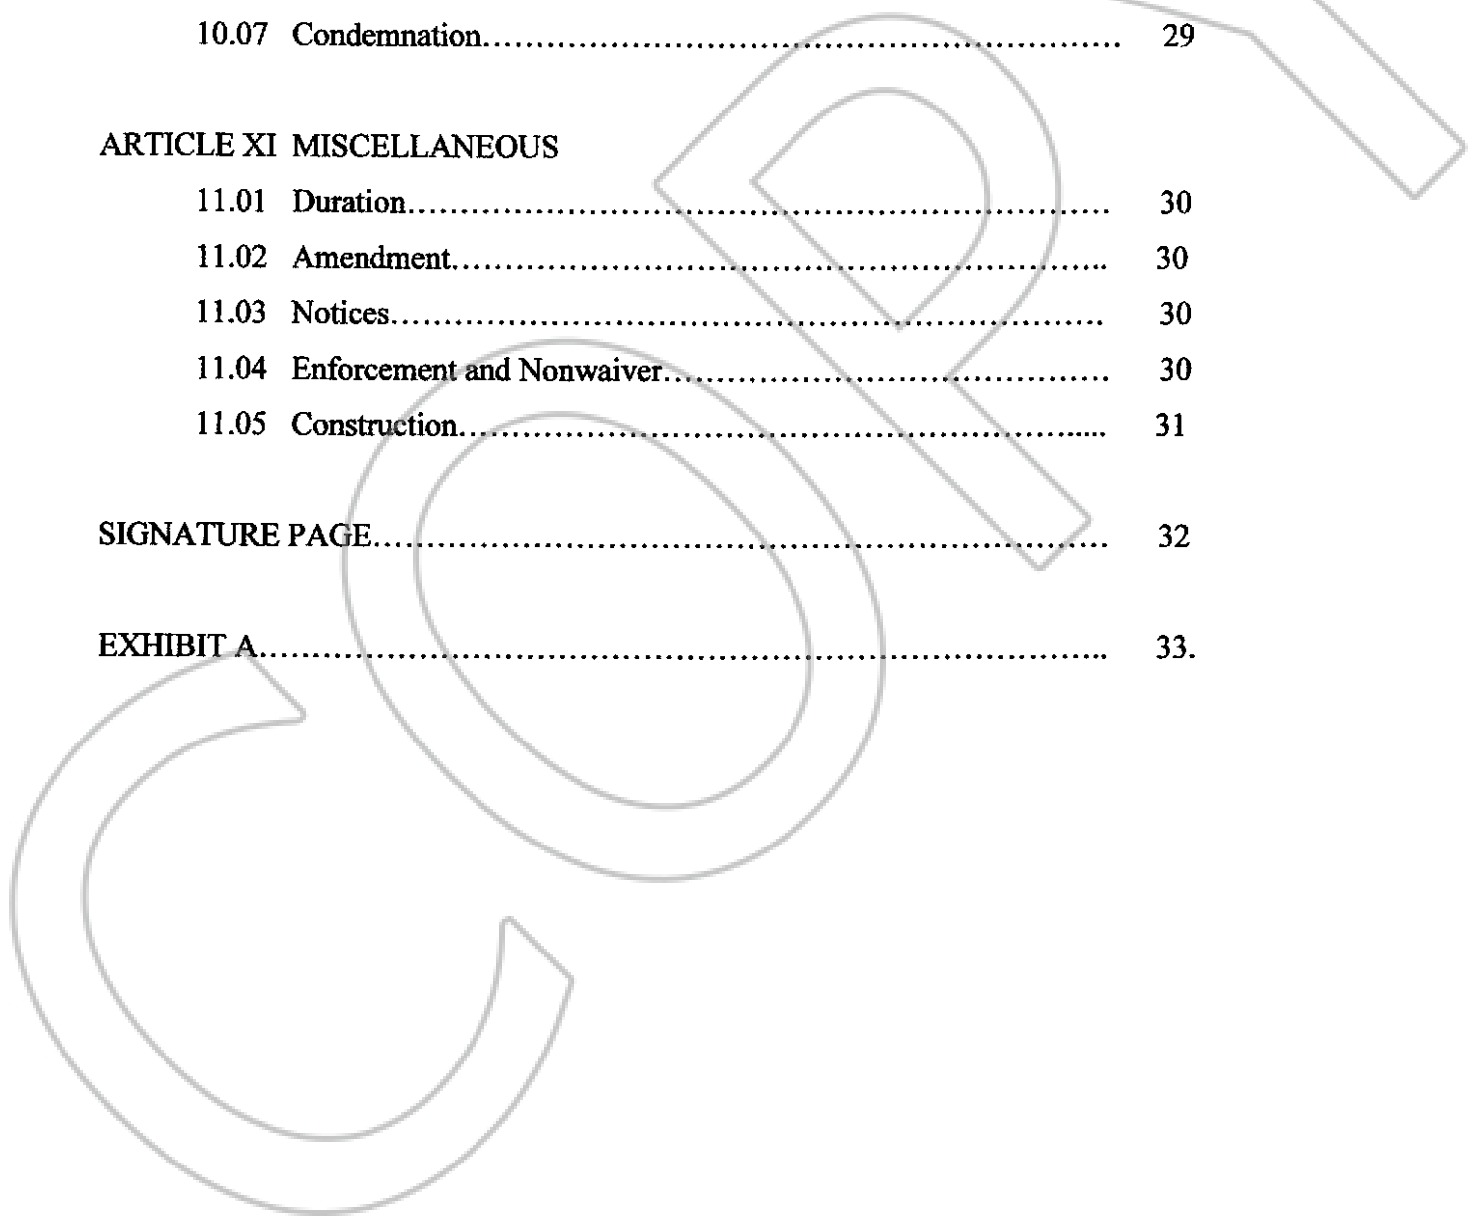 10.07 Condemnation........................................................................ 29
ARTICLE XI MISCELLANEOUS
11.01 Duration.............................................................................. 30
11.02 Amendment......................................................................... 30
11.03 Notices................................................................................ 30
11.04 Enforcement and Nonwaiver.................................................. 30
11.05 Construction........................................................................ 31
SIGNATURE PAGE................................................................................... 32
EXHIBIT A............................................................................................... 33.
COPY